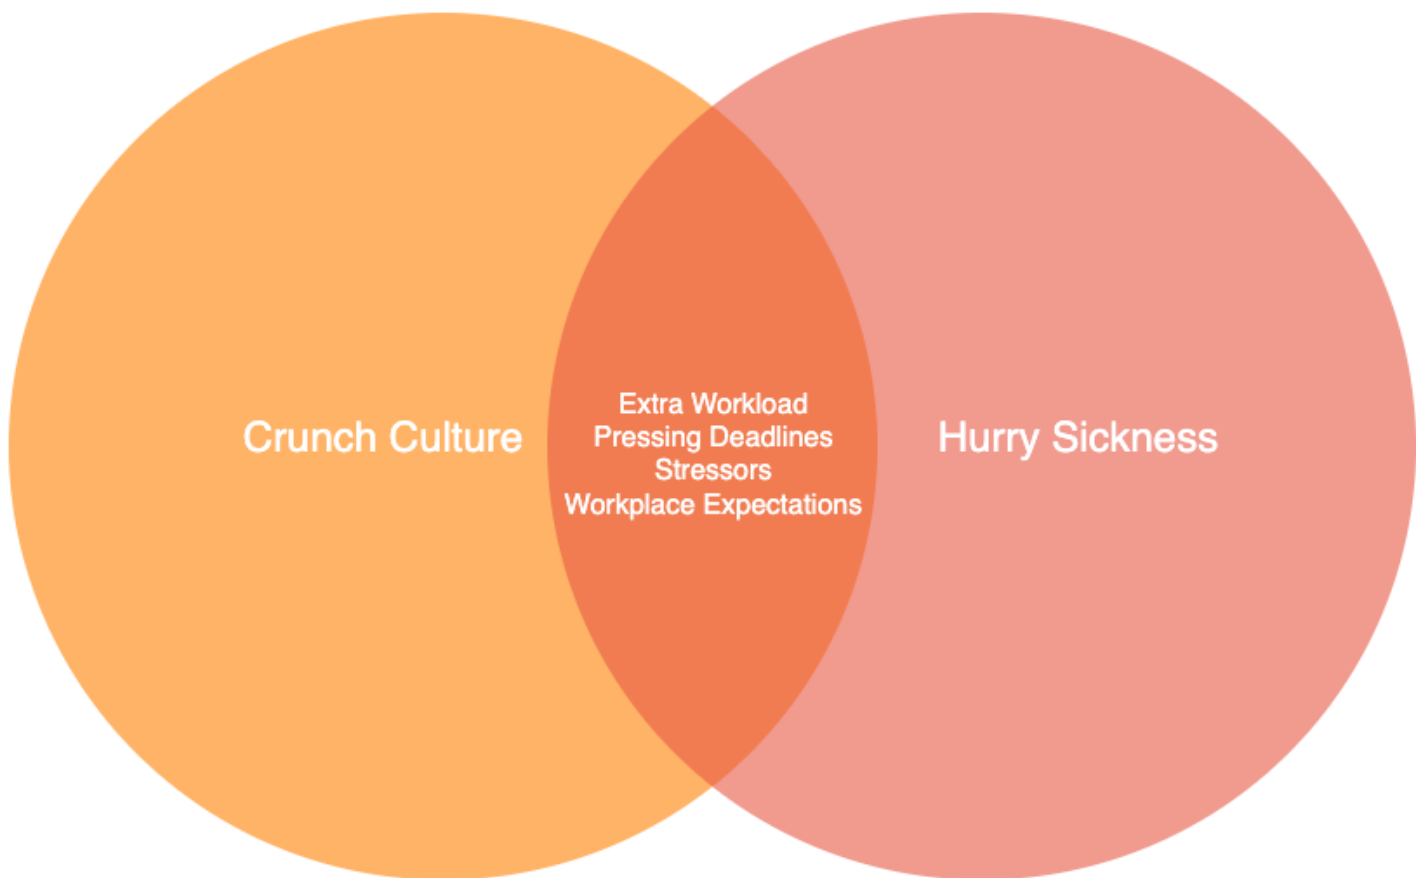 Crunch Culture
Extra Workload
Pressing Deadlines
Stressors
Workplace Expectations
Hurry Sickness